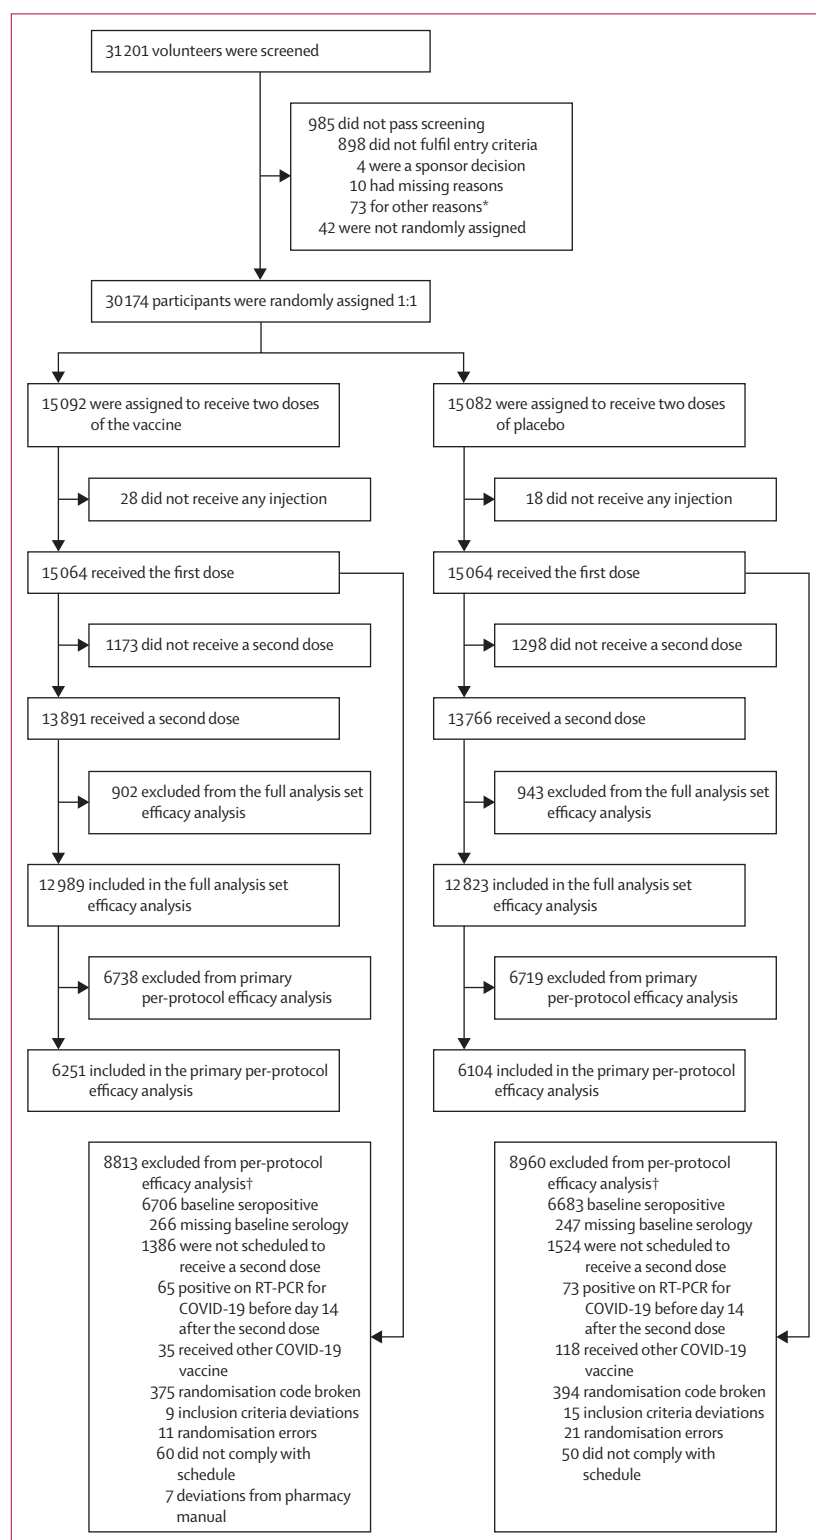 31 201 volunteers were screened
985 did not pass screening
898 did not fulfil entry criteria
4 were a sponsor decision
10 had missing reasons
73 for other reasons*
42 were not randomly assigned
30 174 participants were randomly assigned 1:1
15 092 were assigned to receive two doses
of the vaccine
15 082 were assigned to receive two doses
of placebo
28 did not receive any injection
18 did not receive any injection
15 064 received the first dose
15 064 received the first dose
1173 did not receive a second dose
1298 did not receive a second dose
13 891 received a second dose
13 766 received a second dose
902 excluded from the full analysis set
efficacy analysis
943 excluded from the full analysis set
efficacy analysis
12 989 included in the full analysis set
efficacy analysis
12 823 included in the full analysis set
efficacy analysis
6738 excluded from primary
per-protocol efficacy analysis
6719 excluded from primary
per-protocol efficacy analysis
6251 included in the primary per-protocol
efficacy analysis
6104 included in the primary per-protocol
efficacy analysis
8813 excluded from per-protocol
efficacy analysis†
6706 baseline seropositive
266 missing baseline serology
1386 were not scheduled to
receive a second dose
65 positive on RT-PCR for
COVID-19 before day 14
after the second dose
35 received other COVID-19
vaccine
375 randomisation code broken
9 inclusion criteria deviations
11 randomisation errors
60 did not comply with
schedule
7 deviations from pharmacy
manual
8960 excluded from per-protocol
efficacy analysis†
6683 baseline seropositive
247 missing baseline serology
1524 were not scheduled to
receive a second dose
73 positive on RT-PCR for
COVID-19 before day 14
after the second dose
118 received other COVID-19
vaccine
394 randomisation code broken
15 inclusion criteria deviations
21 randomisation errors
50 did not comply with
schedule